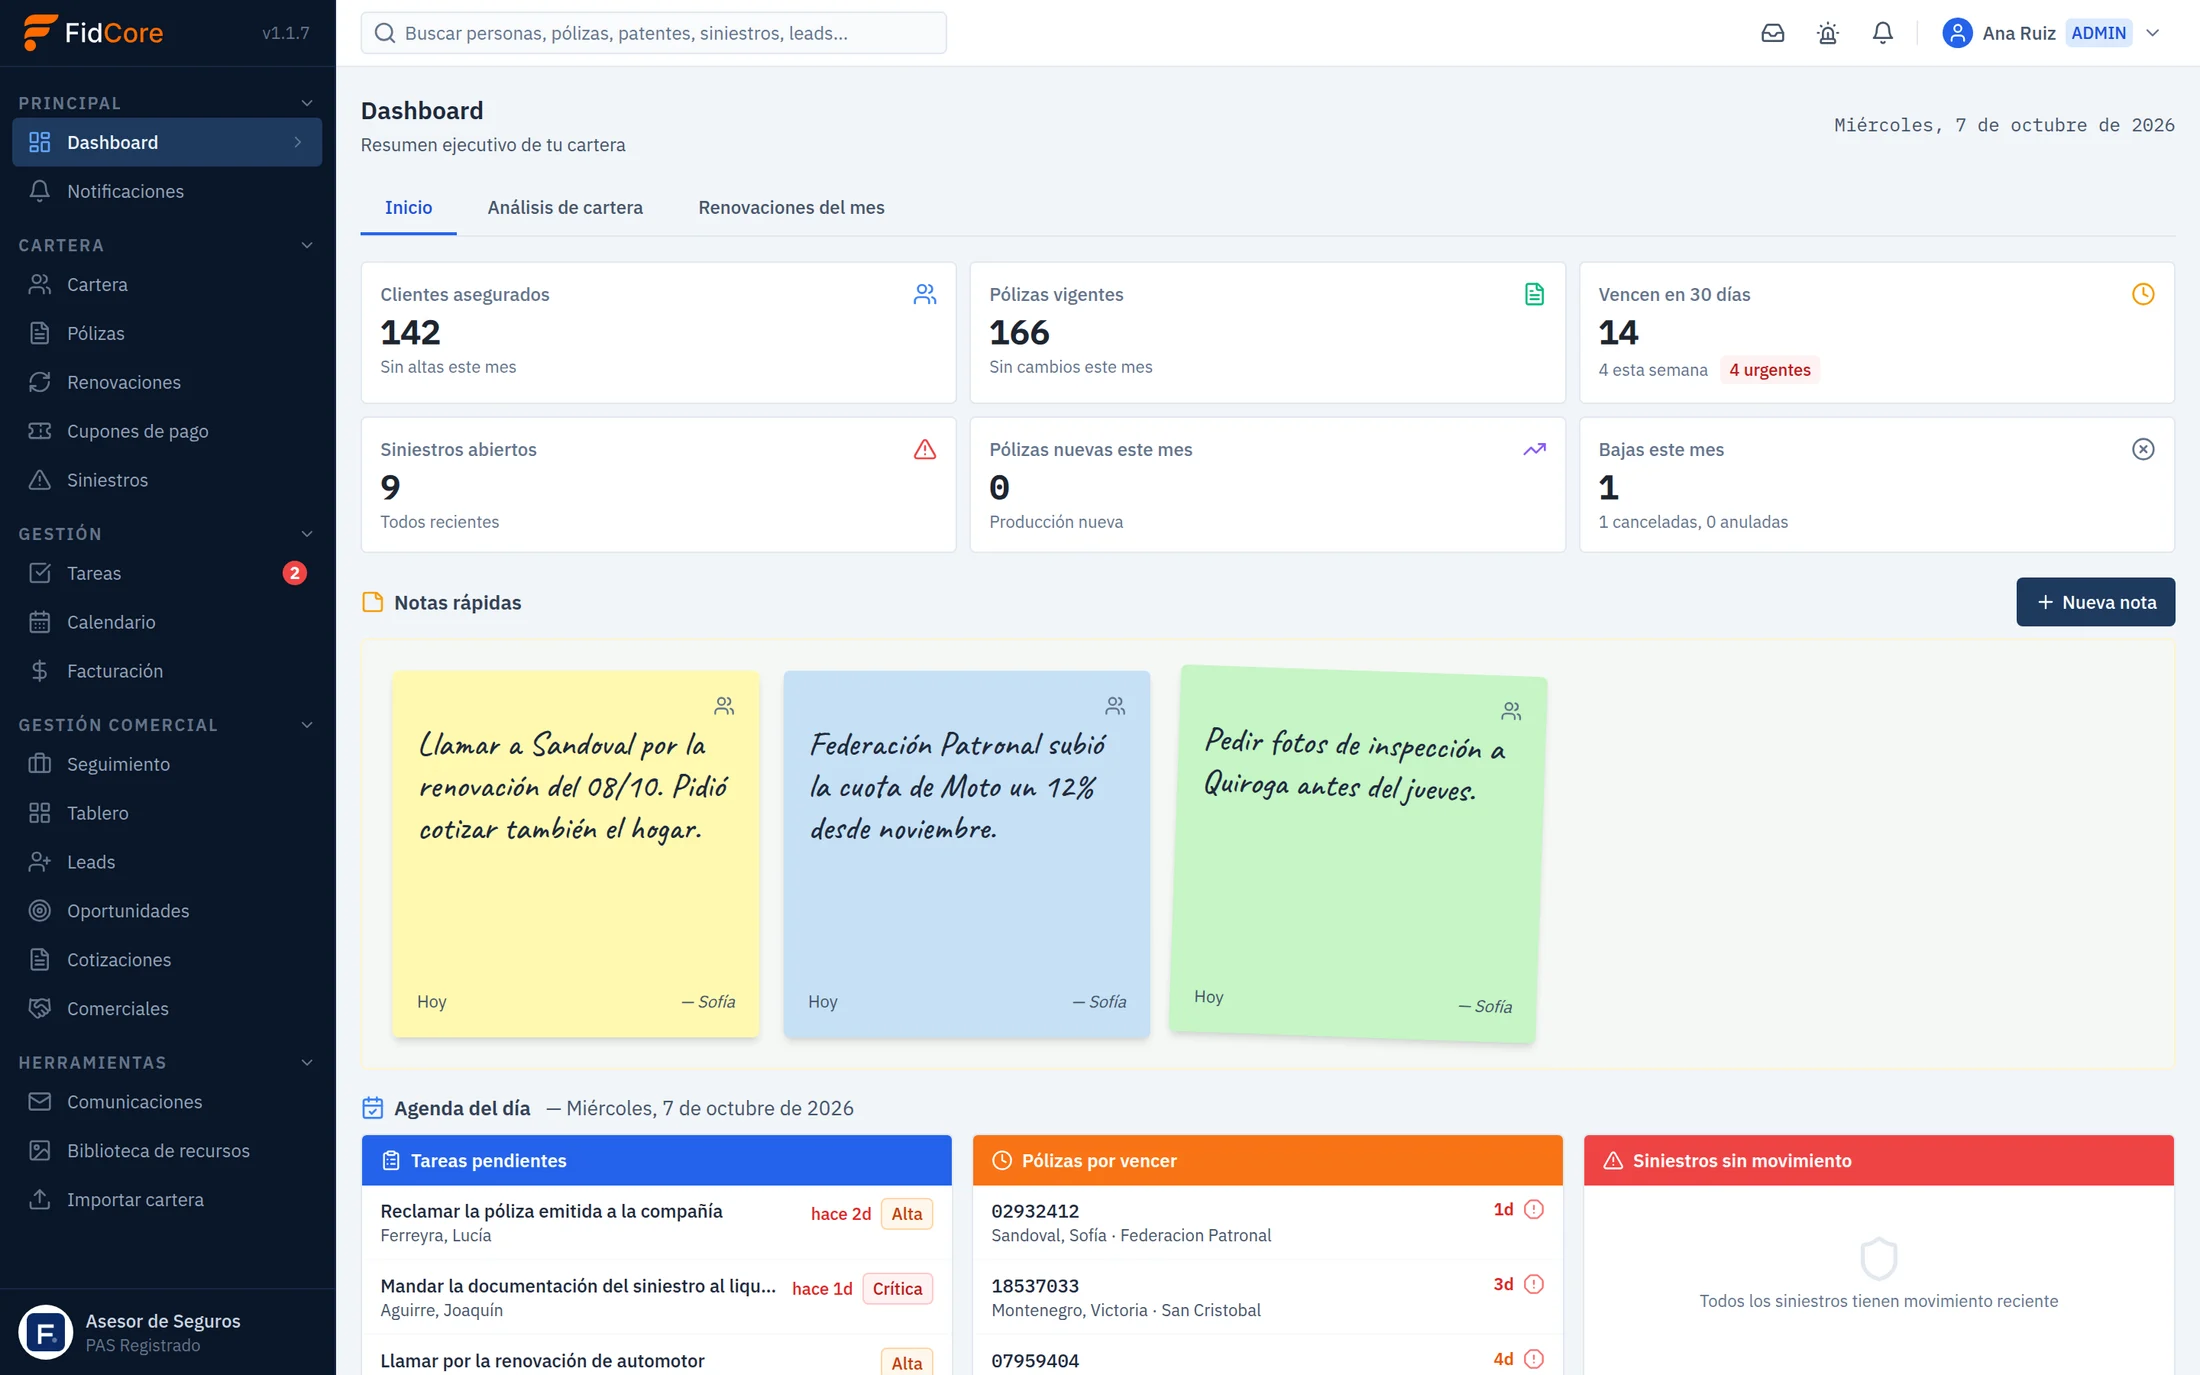 FidCore
v1.1.7
Buscar personas, pólizas, patentes, siniestros, leads...
Ana Ruiz
ADMIN
PRINCIPAL
Dashboard
Notificaciones
CARTERA
Cartera
Pólizas
Renovaciones
Cupones de pago
Siniestros
GESTIÓN
Tareas
2
Calendario
Facturación
GESTIÓN COMERCIAL
Seguimiento
Tablero
Leads
Oportunidades
Cotizaciones
Comerciales
HERRAMIENTAS
Comunicaciones
Biblioteca de recursos
Importar cartera
F.
Asesor de Seguros
PAS Registrado
Dashboard
Resumen ejecutivo de tu cartera
Miércoles, 7 de octubre de 2026
Inicio
Análisis de cartera
Renovaciones del mes
Clientes asegurados
142
Sin altas este mes
Pólizas vigentes
166
Sin cambios este mes
Vencen en 30 días
14
4 esta semana
4 urgentes
Siniestros abiertos
9
Todos recientes
Pólizas nuevas este mes
0
Producción nueva
Bajas este mes
1
1 canceladas, 0 anuladas
Notas rápidas
+ Nueva nota
Llamar a Sandoval por la
renovación del 08/10. Pidió
cotizar también el hogar.
Hoy
— Sofía
Federación Patronal subió
la cuota de Moto un 12%
desde noviembre.
Hoy
— Sofía
Pedir fotos de inspección a
Quiroga antes del jueves.
Hoy
— Sofía
Agenda del día — Miércoles, 7 de octubre de 2026
Tareas pendientes
Reclamar la póliza emitida a la compañía
hace 2d
Alta
Ferreyra, Lucía
Mandar la documentación del siniestro al liqu...
hace 1d
Crítica
Aguirre, Joaquín
Llamar por la renovación de automotor
Alta
Pólizas por vencer
02932412
1d
Sandoval, Sofía · Federacion Patronal
18537033
3d
Montenegro, Victoria · San Cristobal
07959404
4d
Siniestros sin movimiento
Todos los siniestros tienen movimiento reciente